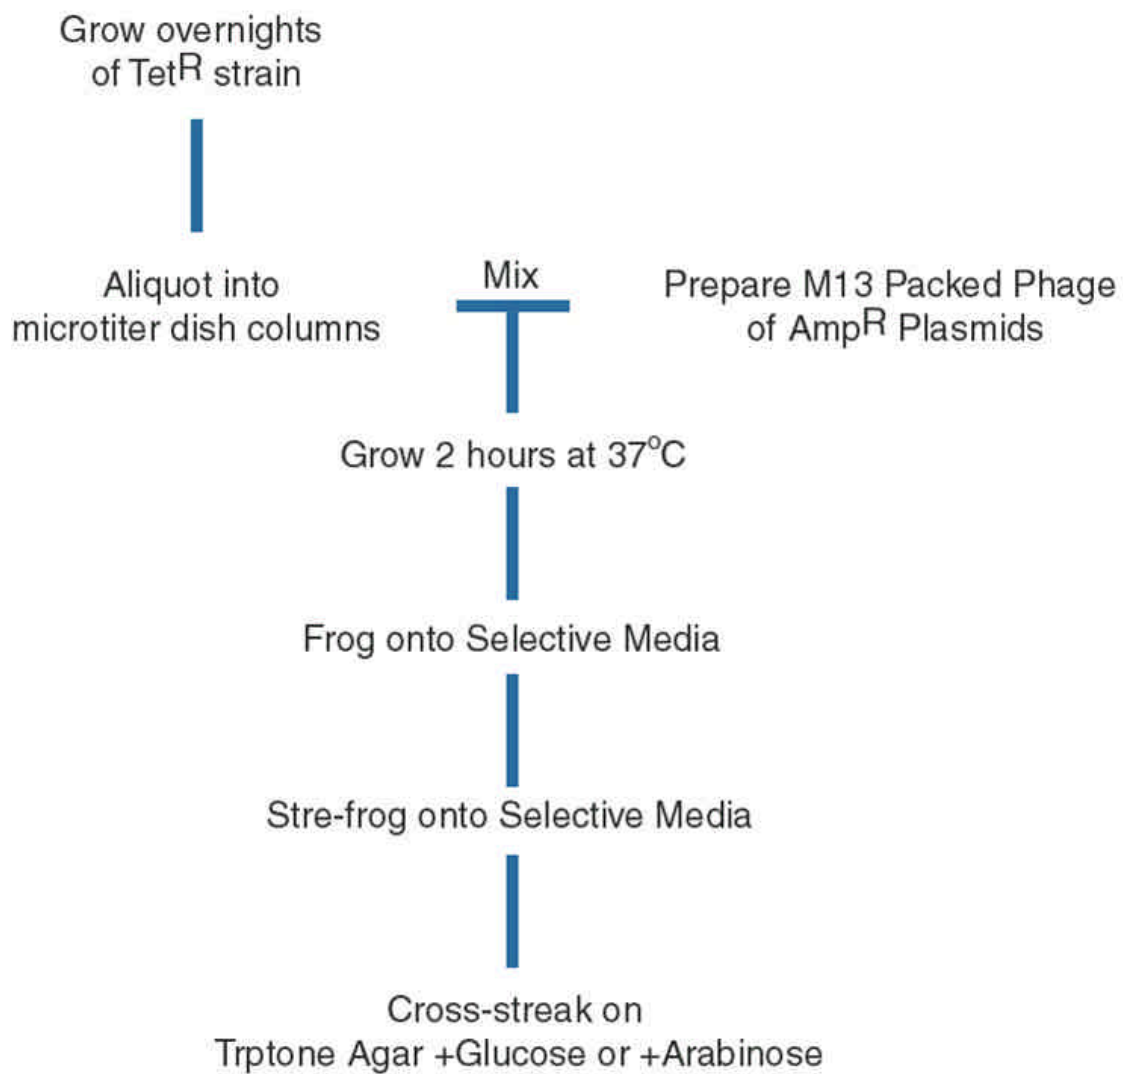 Grow overnights
of TetR strain
Aliquot into
microtiter dish columns
Mix
Prepare M13 Packed Phage
of AmpR Plasmids
Grow 2 hours at 37°C
Frog onto Selective Media
Stre-frog onto Selective Media
Cross-streak on
Trptone Agar +Glucose or +Arabinose